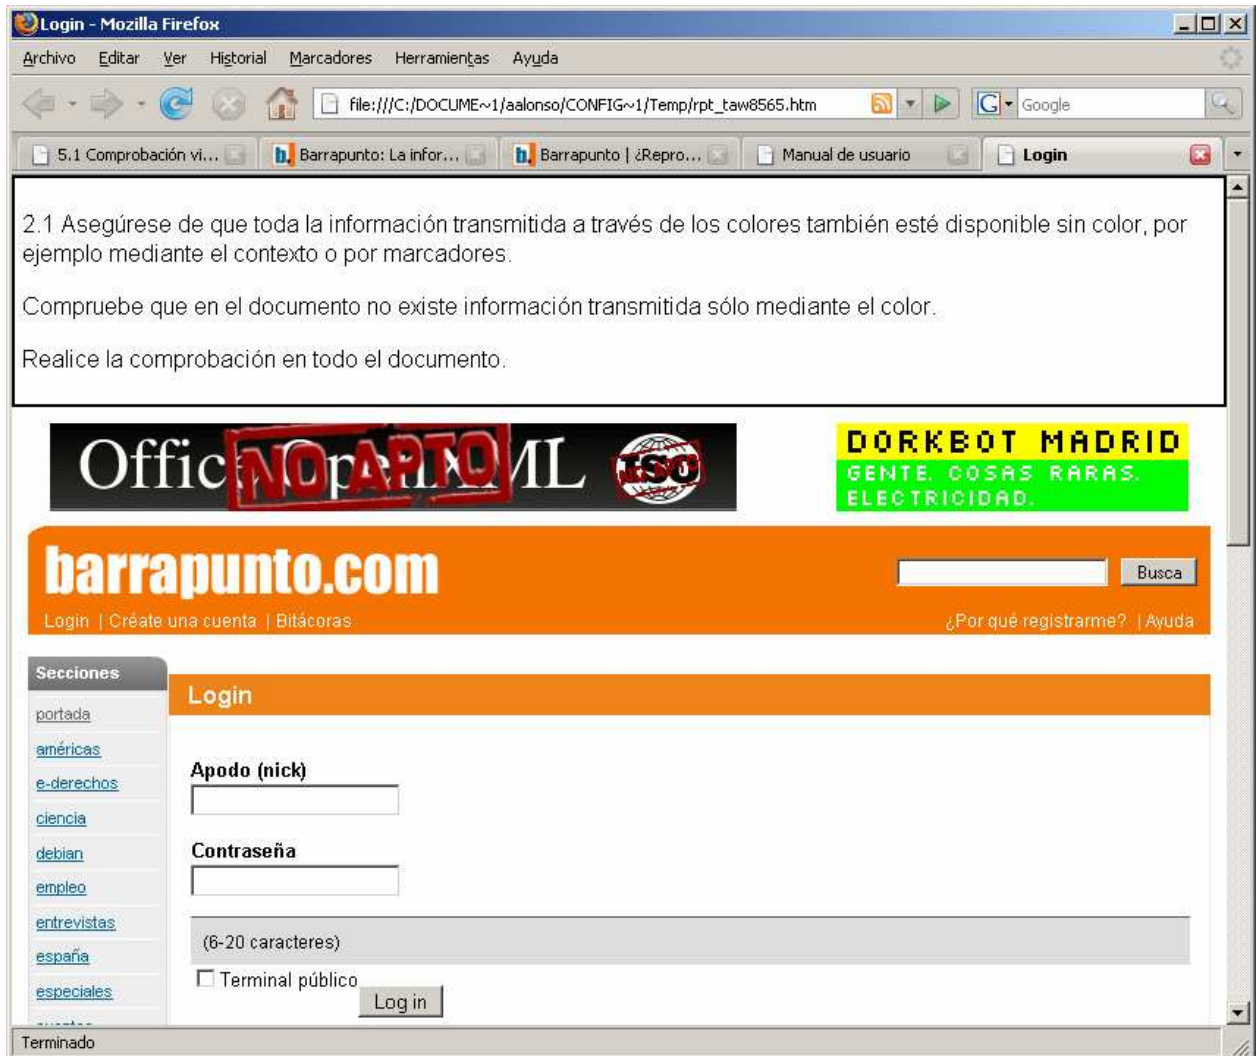 Login - Mozilla Firefox
Archivo Editar Ver Historial Marcadores Herramientas Ayuda
file:///C:/DOCUME~1/aalonso/CONFIG~1/Temp/rpt_taw8565.htm G Google
5.1 Comprobación vi... b. Barrapunto: La infor... b. Barrapunto | ¿Repro... Manual de usuario Login
2.1 Asegúrese de que toda la información transmitida a través de los colores también esté disponible sin color, por
ejemplo mediante el contexto o por marcadores.
Compruebe que en el documento no existe información transmitida sólo mediante el color.
Realice la comprobación en todo el documento.
Office OpenXML ISO
NO APTO
NO APTO
DORKBOT MADRID
GENTE. COSAS RARAS.
ELECTRICIDAD.
barrapunto.com
Busca
Login | Créate una cuenta | Bitácoras
¿Por qué registrarme? | Ayuda
Secciones
portada
américas
e-derechos
ciencia
debian
empleo
entrevistas
españa
especiales
Login
Apodo (nick)
Contraseña
(6-20 caracteres)
Terminal público
Log in
Terminado